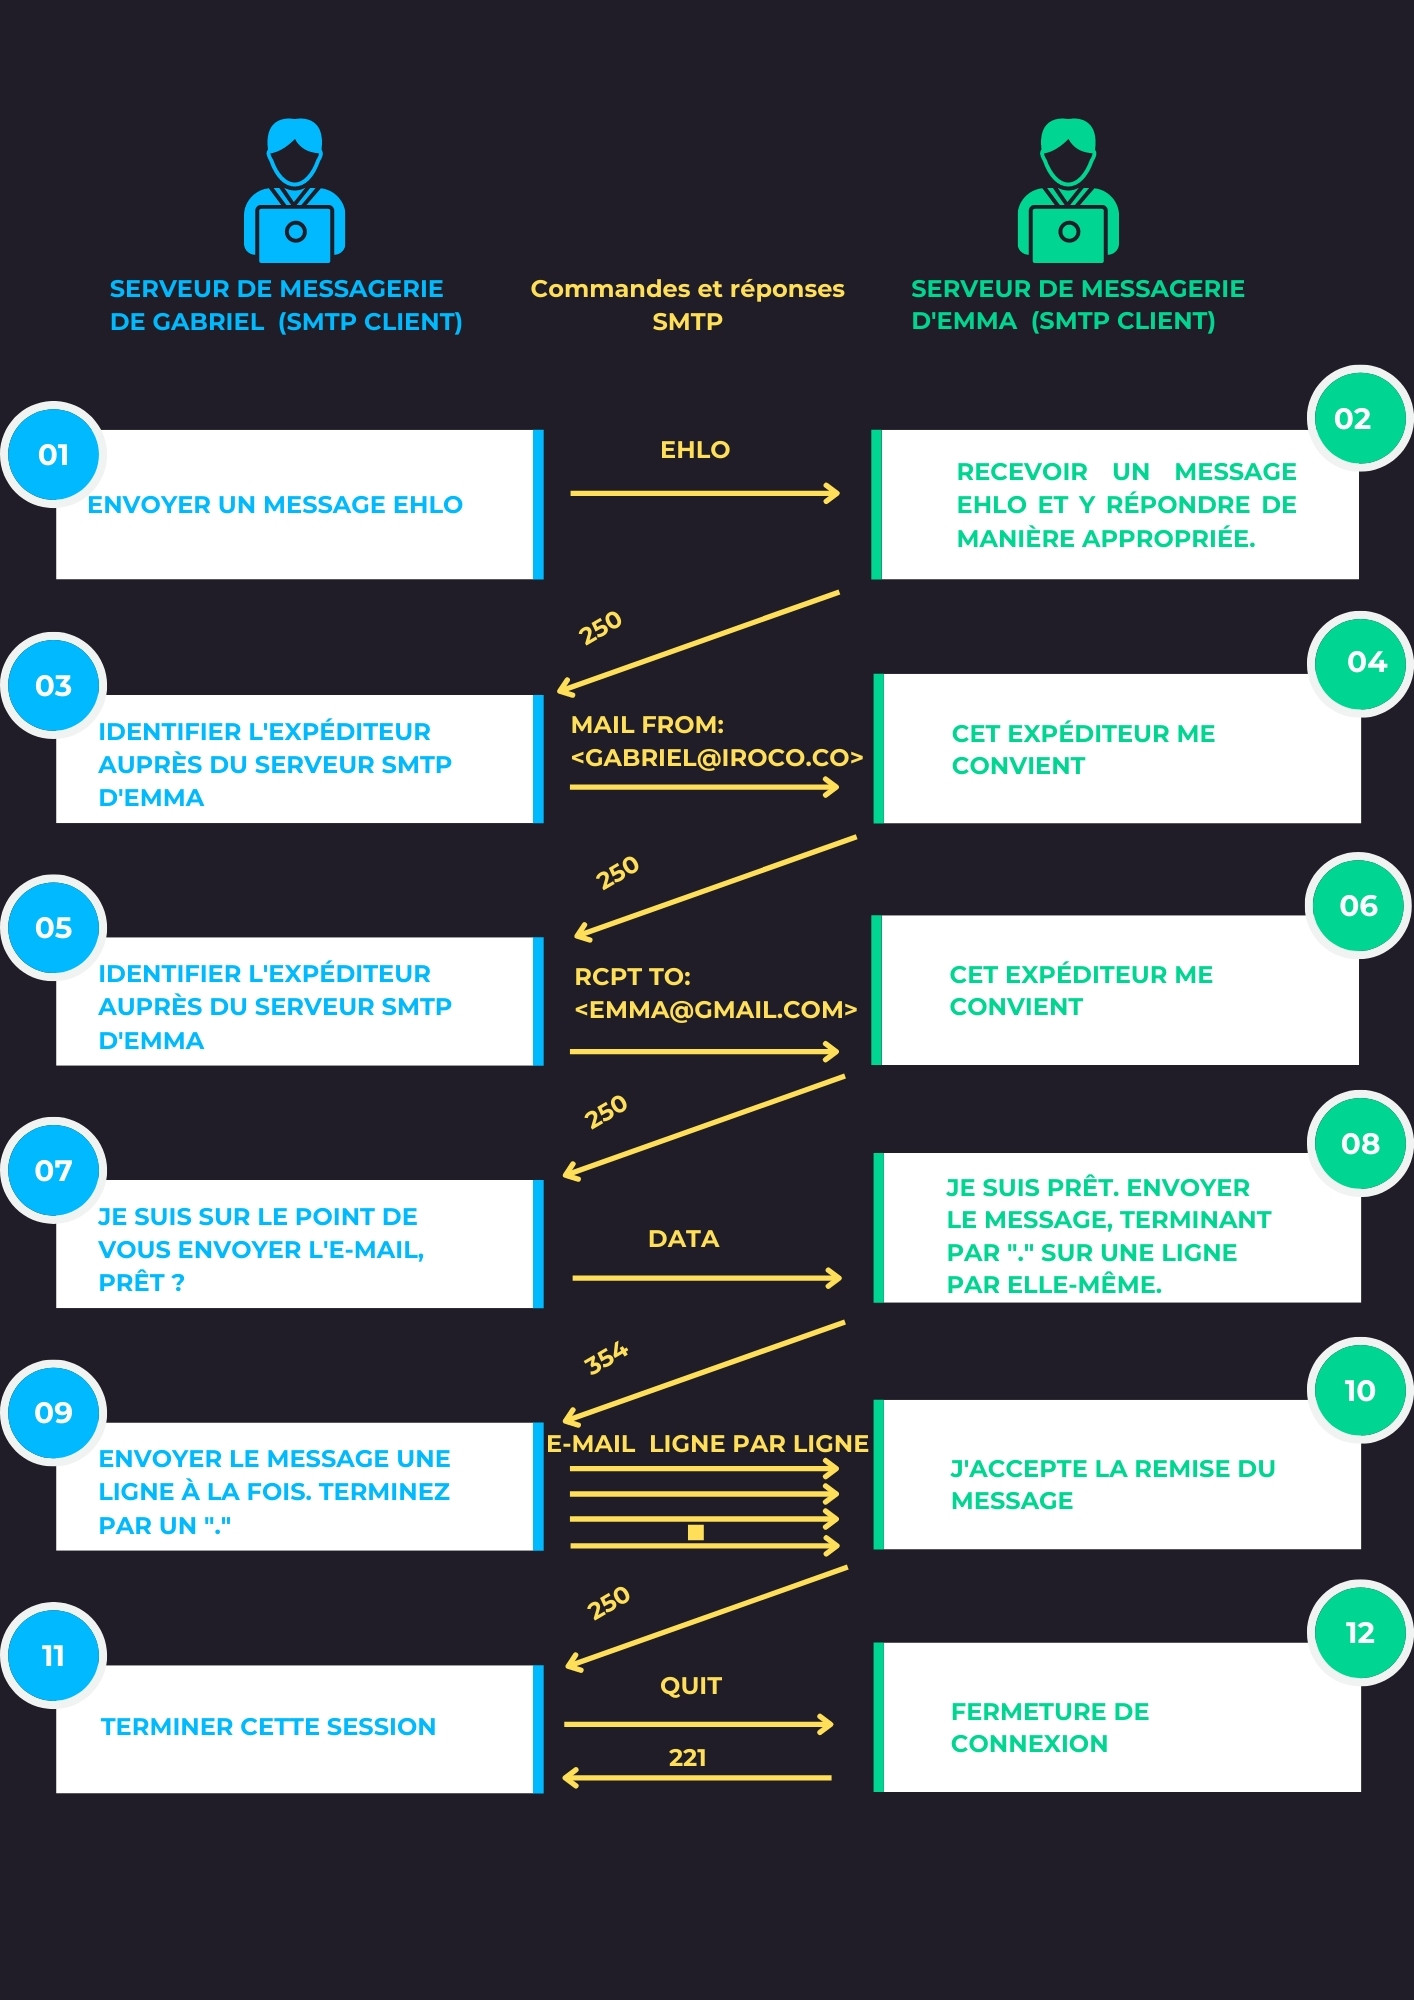 SERVEUR DE MESSAGERIE
DE GABRIEL (SMTP CLIENT)
Commandes et réponses
SMTP
SERVEUR DE MESSAGERIE
D'EMMA (SMTP CLIENT)
01
ENVOYER UN MESSAGE EHLO
EHLO
02
RECEVOIR UN MESSAGE
EHLO ET Y RÉPONDRE DE
MANIÈRE APPROPRIÉE.
250
03
IDENTIFIER L'EXPÉDITEUR
AUPRÈS DU SERVEUR SMTP
D'EMMA
MAIL FROM:
<GABRIEL@IROCO.CO>
04
CET EXPÉDITEUR ME
CONVIENT
250
05
IDENTIFIER L'EXPÉDITEUR
AUPRÈS DU SERVEUR SMTP
D'EMMA
RCPT TO:
<EMMA@GMAIL.COM>
06
CET EXPÉDITEUR ME
CONVIENT
250
07
JE SUIS SUR LE POINT DE
VOUS ENVOYER L'E-MAIL,
PRÊT ?
DATA
08
JE SUIS PRÊT. ENVOYER
LE MESSAGE, TERMINANT
PAR "." SUR UNE LIGNE
PAR ELLE-MÊME.
354
09
ENVOYER LE MESSAGE UNE
LIGNE À LA FOIS. TERMINEZ
PAR UN "."
E-MAIL LIGNE PAR LIGNE
.
10
J'ACCEPTE LA REMISE DU
MESSAGE
250
11
TERMINER CETTE SESSION
QUIT
221
12
FERMETURE DE
CONNEXION